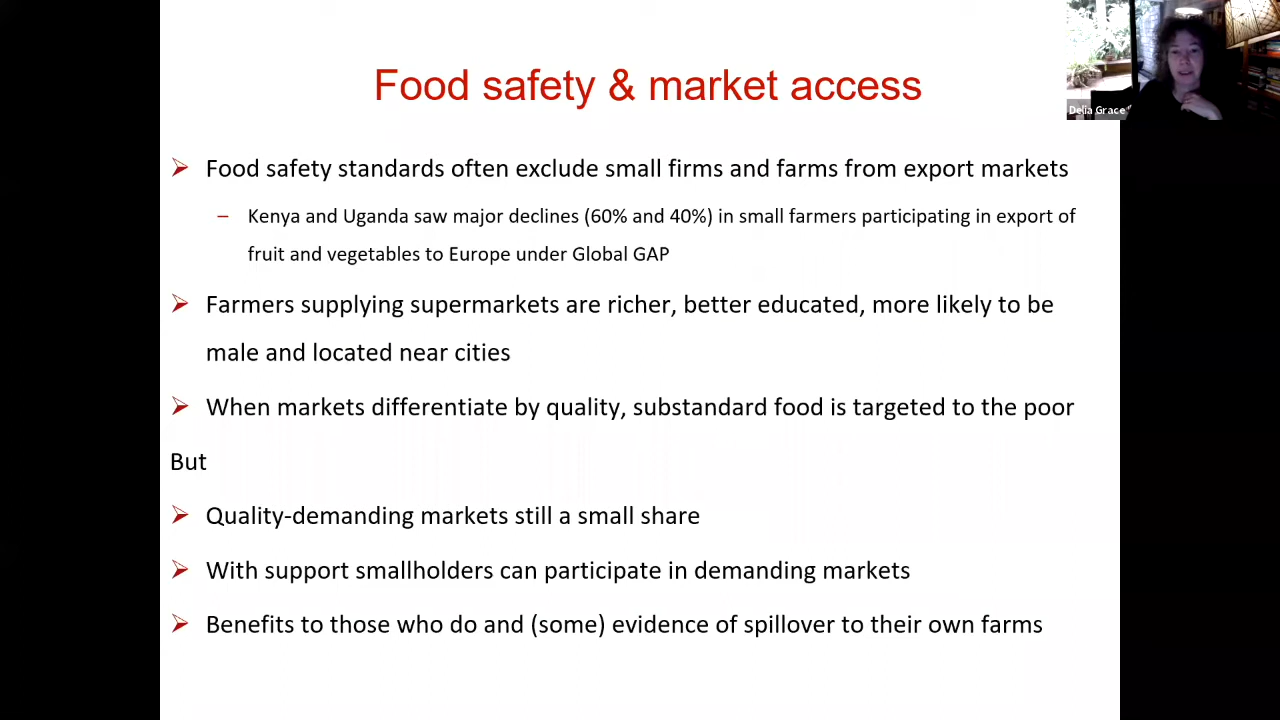 Food safety & market access
Delia Grace
➢ Food safety standards often exclude small firms and farms from export markets
– Kenya and Uganda saw major declines (60% and 40%) in small farmers participating in export of
fruit and vegetables to Europe under Global GAP
➢ Farmers supplying supermarkets are richer, better educated, more likely to be
male and located near cities
➢ When markets differentiate by quality, substandard food is targeted to the poor
But
➢ Quality-demanding markets still a small share
➢ With support smallholders can participate in demanding markets
➢ Benefits to those who do and (some) evidence of spillover to their own farms